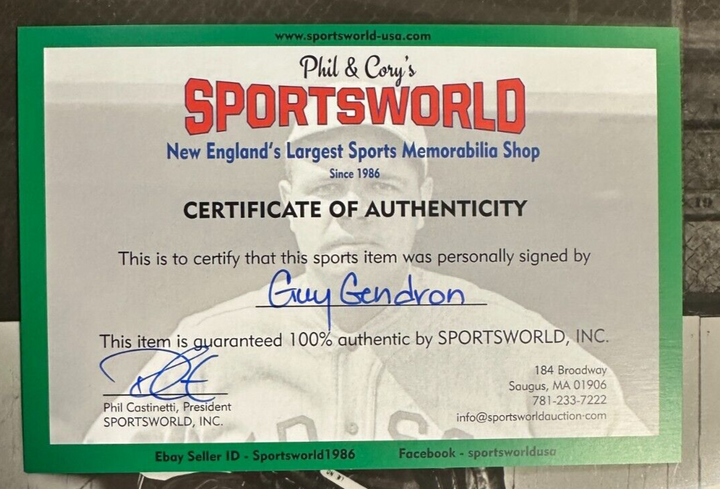 www.sportsworld-usa.com
Phil & Cory's
SPORTSWORLD
New England's Largest Sports Memorabilia Shop
Since 1986
CERTIFICATE OF AUTHENTICITY
This is to certify that this sports item was personally signed by
Guy Gendron
This item is guaranteed 100% authentic by SPORTSWORLD, INC.
Phil Castinetti, President
SPORTSWORLD, INC.
184 Broadway
Saugus, MA 01906
781-233-7222
info@sportsworldauction.com
Ebay Seller ID - Sportsworld1986
Facebook - sportsworldusa